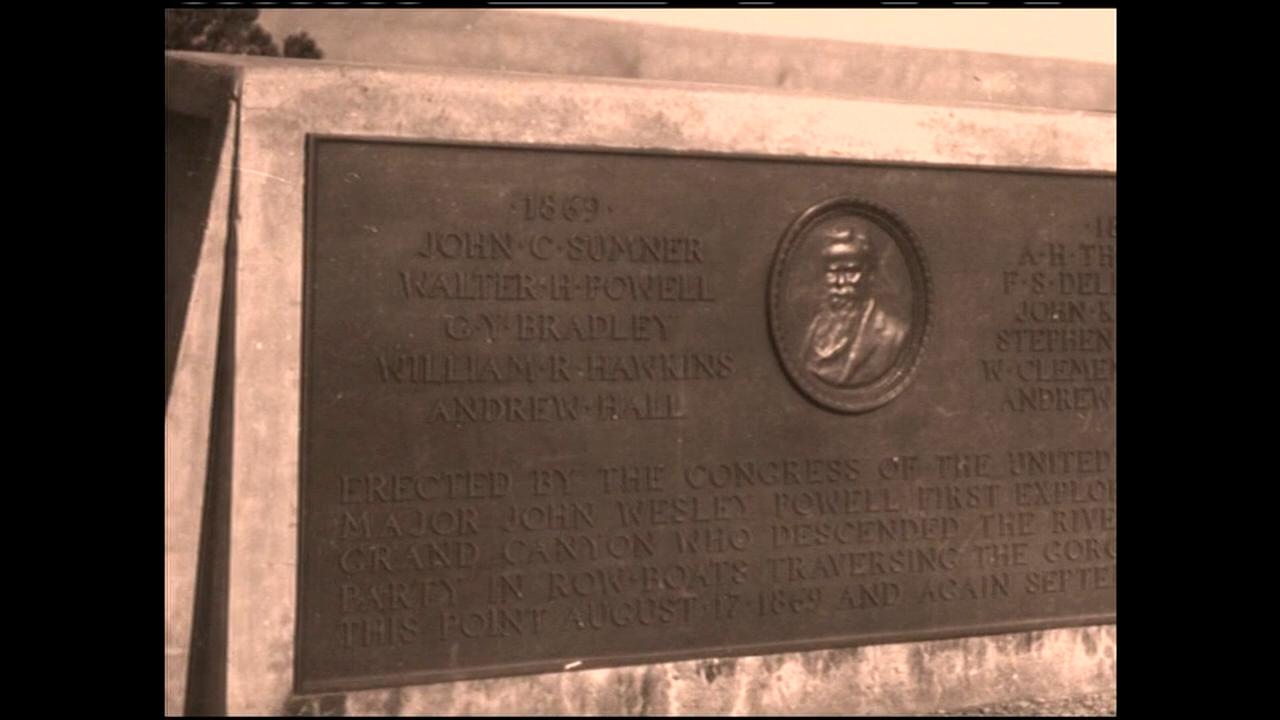 ·1869·
JOHN·C·SUMNER
WALTER·H·POWELL
G·Y·BRADLEY
WILLIAM·R·HAWKINS
ANDREW·HALL
·18
A·H·TH
F·S·DEL
JOHN·
STEPHEN
W·CLEMEN
ANDREW
ERECTED BY THE CONGRESS OF THE UNITED
MAJOR JOHN WESLEY POWELL FIRST EXPLO
GRAND CANYON WHO DESCENDED THE RIVE
PARTY IN ROW-BOATS TRAVERSING THE GORG
THIS POINT AUGUST·17·1869 AND AGAIN SEPTE